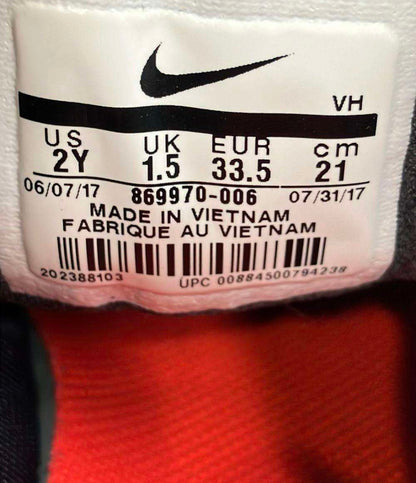 VH
US UK EUR cm
2Y 1.5 33.5 21
06/07/17 869970-006 07/31/17
MADE IN VIETNAM
FABRIQUE AU VIETNAM
202388103 UPC 00884500794238